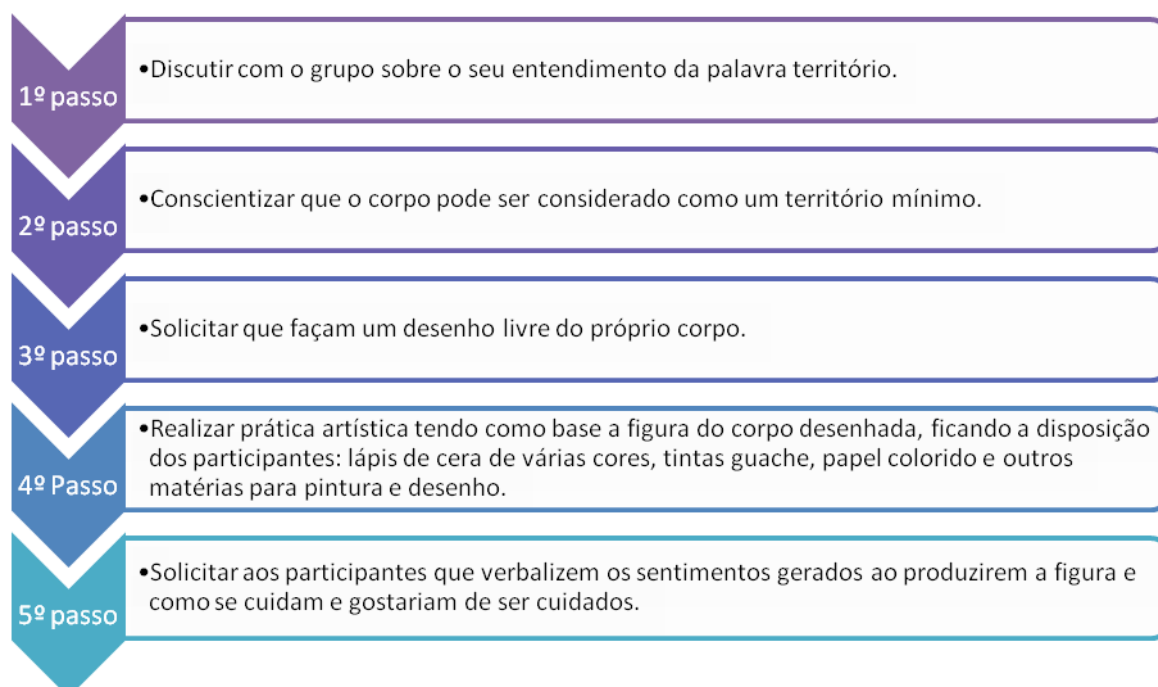 1º passo
•Discutir com o grupo sobre o seu entendimento da palavra território.
2º passo
•Conscientizar que o corpo pode ser considerado como um território mínimo.
3º passo
•Solicitar que façam um desenho livre do próprio corpo.
4º Passo
•Realizar prática artística tendo como base a figura do corpo desenhada, ficando a disposição
dos participantes: lápis de cera de várias cores, tintas guache, papel colorido e outros
matérias para pintura e desenho.
5º passo
•Solicitar aos participantes que verbalizem os sentimentos gerados ao produzirem a figura e
como se cuidam e gostariam de ser cuidados.